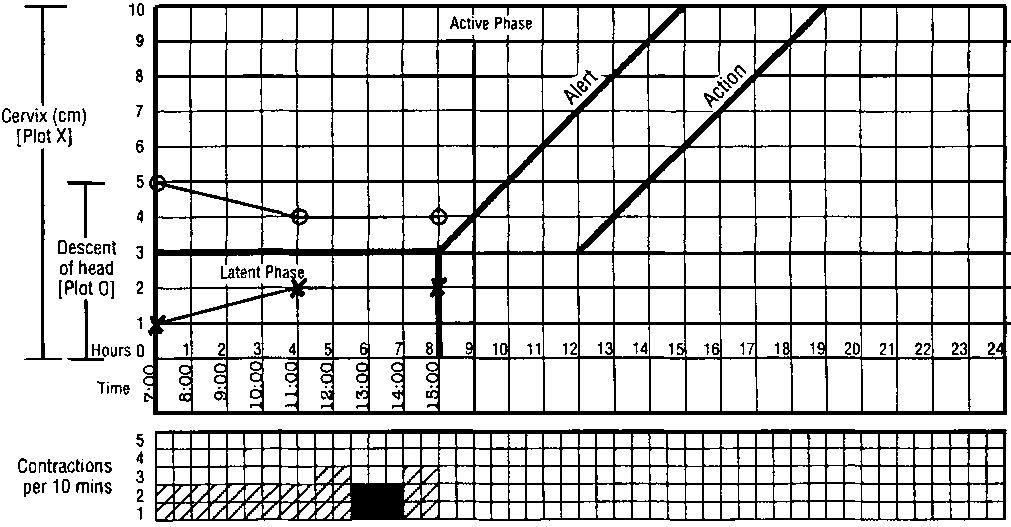 10
Active Phase
9
8
Alert
Action
7
Cervix (cm)
[Plot X]
6
5
4
Descent
of head
[Plot O]
3
Latent Phase
2
1
Hours 0 1 2 3 4 5 6 7 8 9 10 11 12 13 14 15 16 17 18 19 20 21 22 23 24
Time 7:00 8:00 9:00 10:00 11:00 12:00 13:00 14:00 15:00
Contractions
per 10 mins
5
4
3
2
1